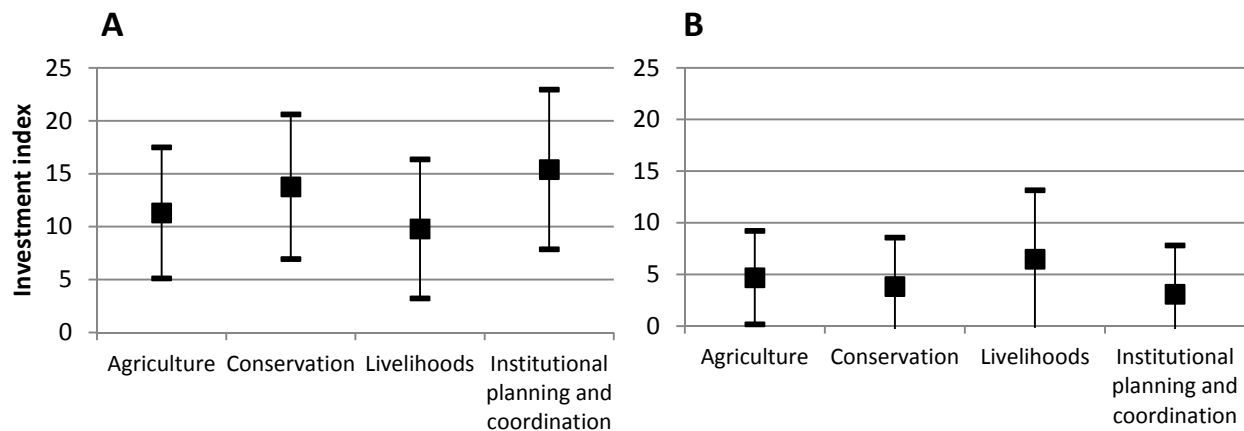 A
B
Investment index
25
20
15
10
5
0
Agriculture Conservation Livelihoods Institutional
planning and
coordination
25
20
15
10
5
0
Agriculture Conservation Livelihoods Institutional
planning and
coordination